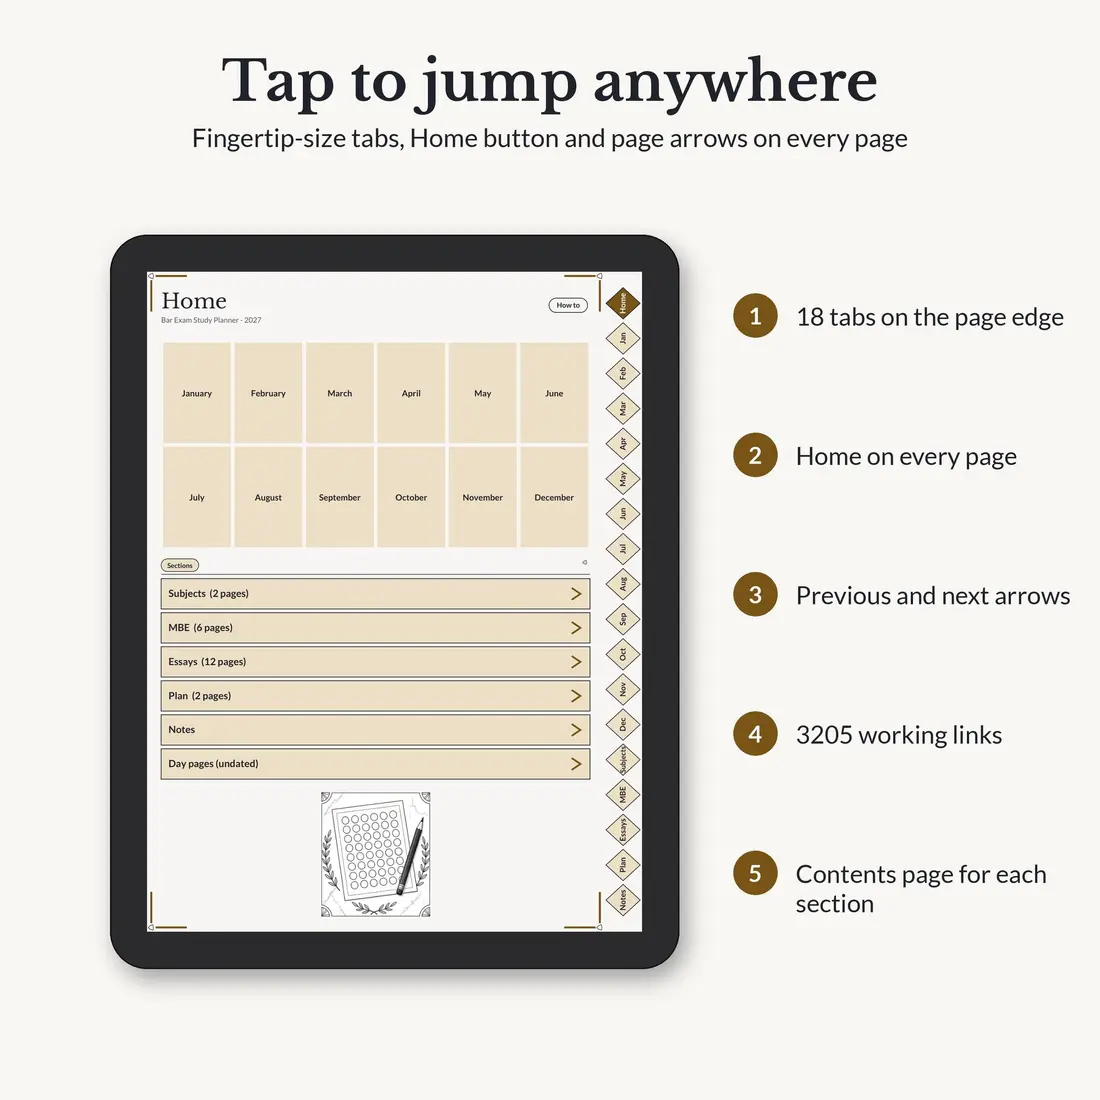 Tap to jump anywhere
Fingertip-size tabs, Home button and page arrows on every page
Home
Bar Exam Study Planner - 2027
How to
January
February
March
April
May
June
July
August
September
October
November
December
Sections
Subjects (2 pages)
MBE (6 pages)
Essays (12 pages)
Plan (2 pages)
Notes
Day pages (undated)
Home
Jan
Feb
Mar
Apr
May
Jun
Jul
Aug
Sep
Oct
Nov
Dec
Subjects
MBE
Essays
Plan
Notes
1 18 tabs on the page edge
2 Home on every page
3 Previous and next arrows
4 3205 working links
5 Contents page for each
section